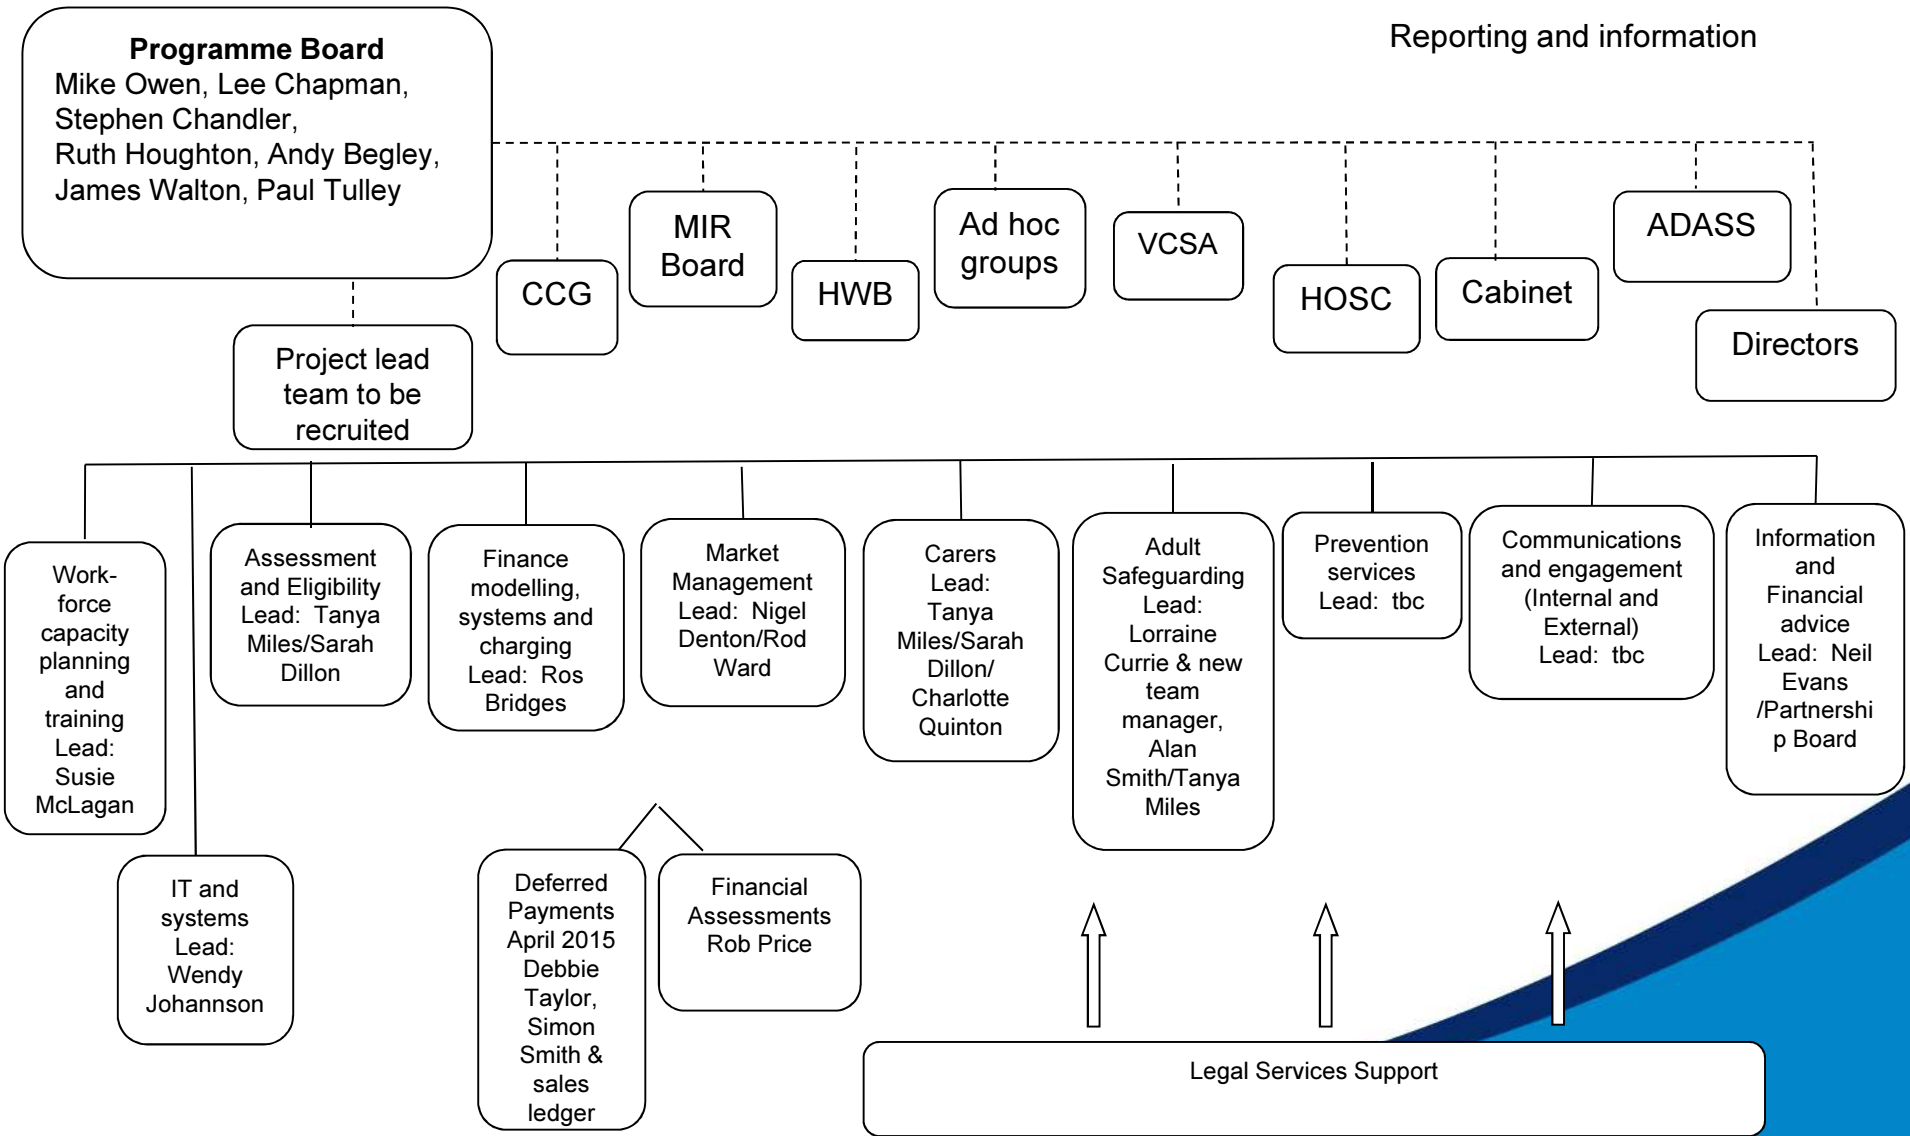 Programme Board
Mike Owen, Lee Chapman,
Stephen Chandler,
Ruth Houghton, Andy Begley,
James Walton, Paul Tulley
Reporting and information
CCG
MIR
Board
HWB
Ad hoc
groups
VCSA
HOSC
Cabinet
ADASS
Directors
Project lead
team to be
recruited
Work-
force
capacity
planning
and
training
Lead:
Susie
McLagan
IT and
systems
Lead:
Wendy
Johannson
Assessment
and Eligibility
Lead: Tanya
Miles/Sarah
Dillon
Finance
modelling,
systems and
charging
Lead: Ros
Bridges
Market
Management
Lead: Nigel
Denton/Rod
Ward
Carers
Lead:
Tanya
Miles/Sarah
Dillon/
Charlotte
Quinton
Adult
Safeguarding
Lead:
Lorraine
Currie & new
team
manager,
Alan
Smith/Tanya
Miles
Prevention
services
Lead: tbc
Communications
and engagement
(Internal and
External)
Lead: tbc
Information
and
Financial
advice
Lead: Neil
Evans
/Partnershi
p Board
Deferred
Payments
April 2015
Debbie
Taylor,
Simon
Smith &
sales
ledger
Financial
Assessments
Rob Price
Legal Services Support